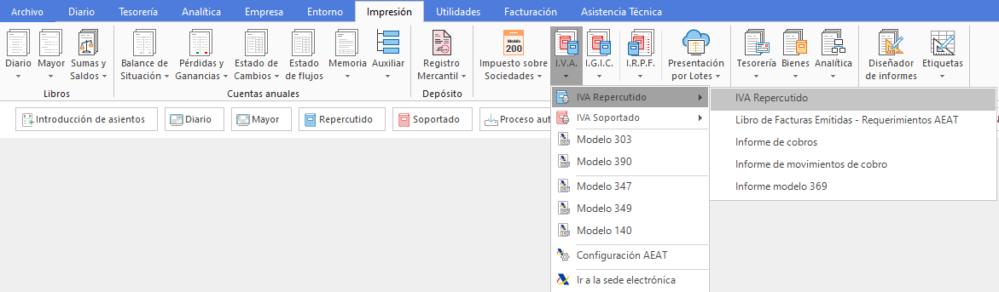 Archivo Diario Tesorería Analítica Empresa Entorno Impresión Utilidades Facturación Asistencia Técnica
Modelo
200
Diario Mayor Sumas y Balance de Pérdidas y Estado de Estado Memoria Auxiliar Registro Impuesto sobre I.V.A. I.G.I.C. I.R.P.F. Presentación Tesorería Bienes Analítica Diseñador Etiquetas
Saldos Situación Ganancias Cambios de flujos Mercantil Sociedades por Lotes de informes
Libros Cuentas anuales Depósito
Introducción de asientos Diario Mayor Repercutido Soportado Proceso aut
IVA Repercutido
IVA Soportado
Modelo 303
Modelo 390
Modelo 347
Modelo 349
Modelo 140
Configuración AEAT
Ir a la sede electrónica
IVA Repercutido
Libro de Facturas Emitidas - Requerimientos AEAT
Informe de cobros
Informe de movimientos de cobro
Informe modelo 369